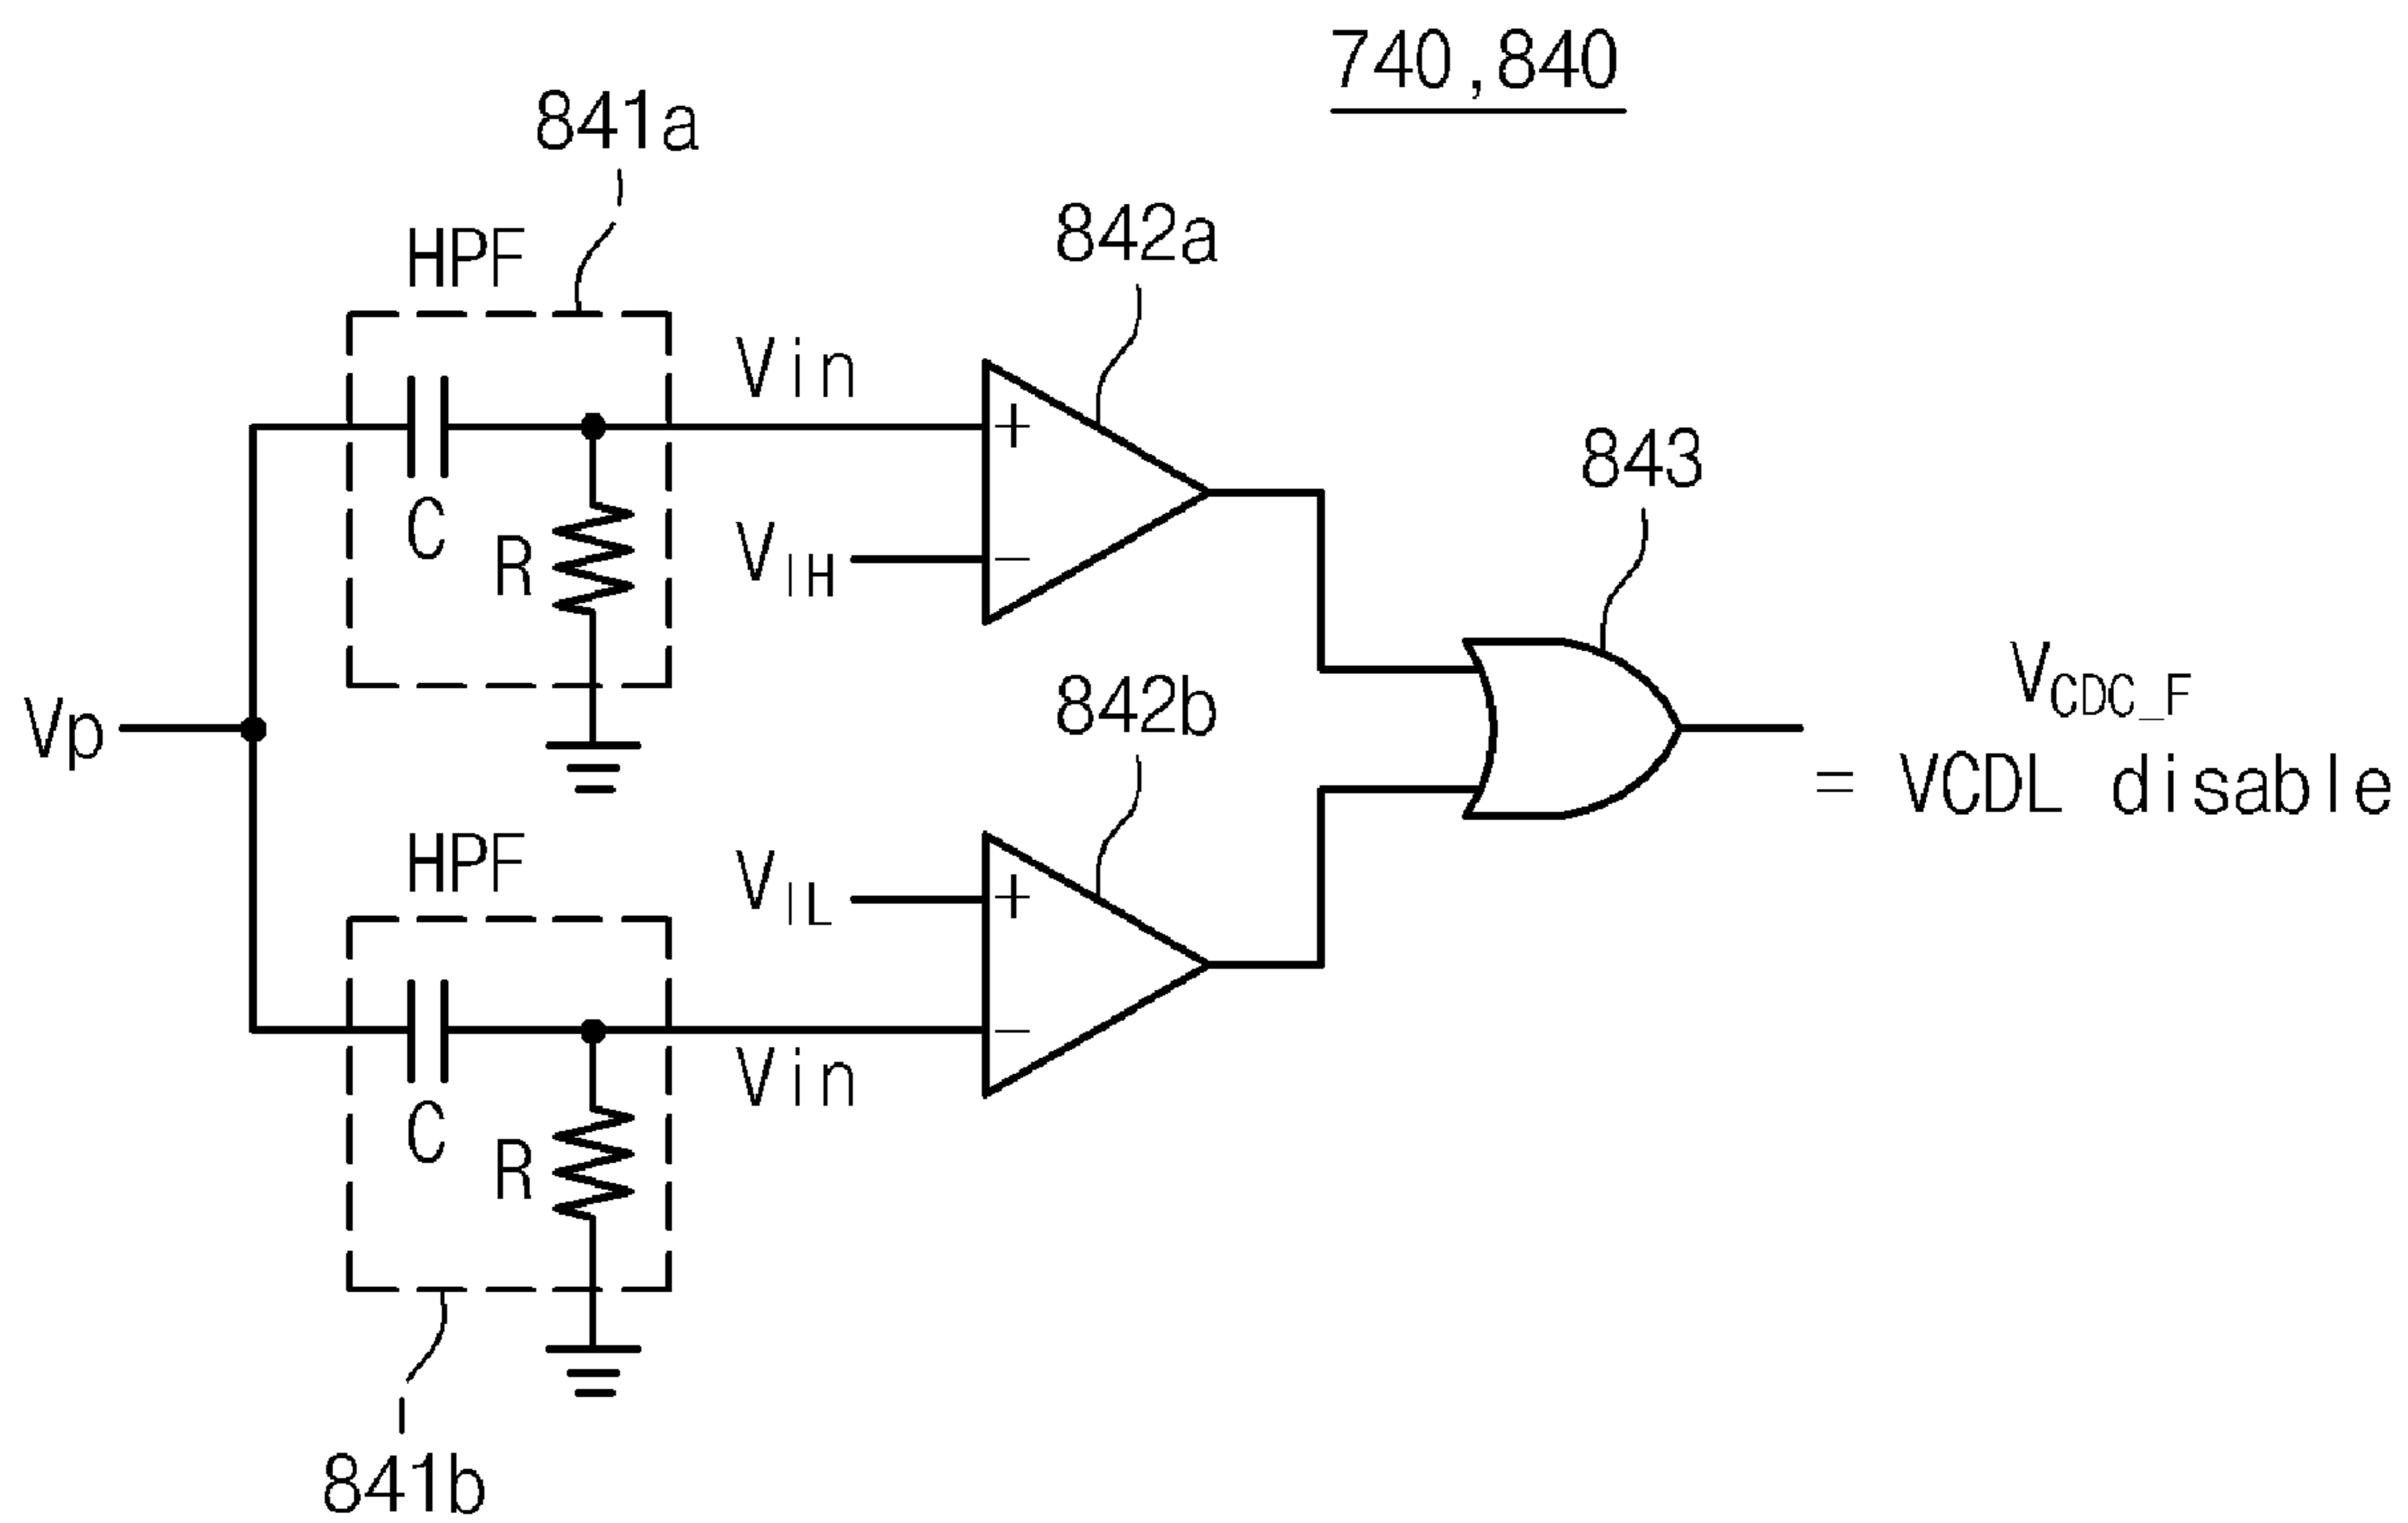 740,840
841a
HPF
842a
Vin
+
C
R
VIH
−
843
Vp
VCDC_F
= VCDL disable
842b
HPF
VIL
+
−
C
R
Vin
841b